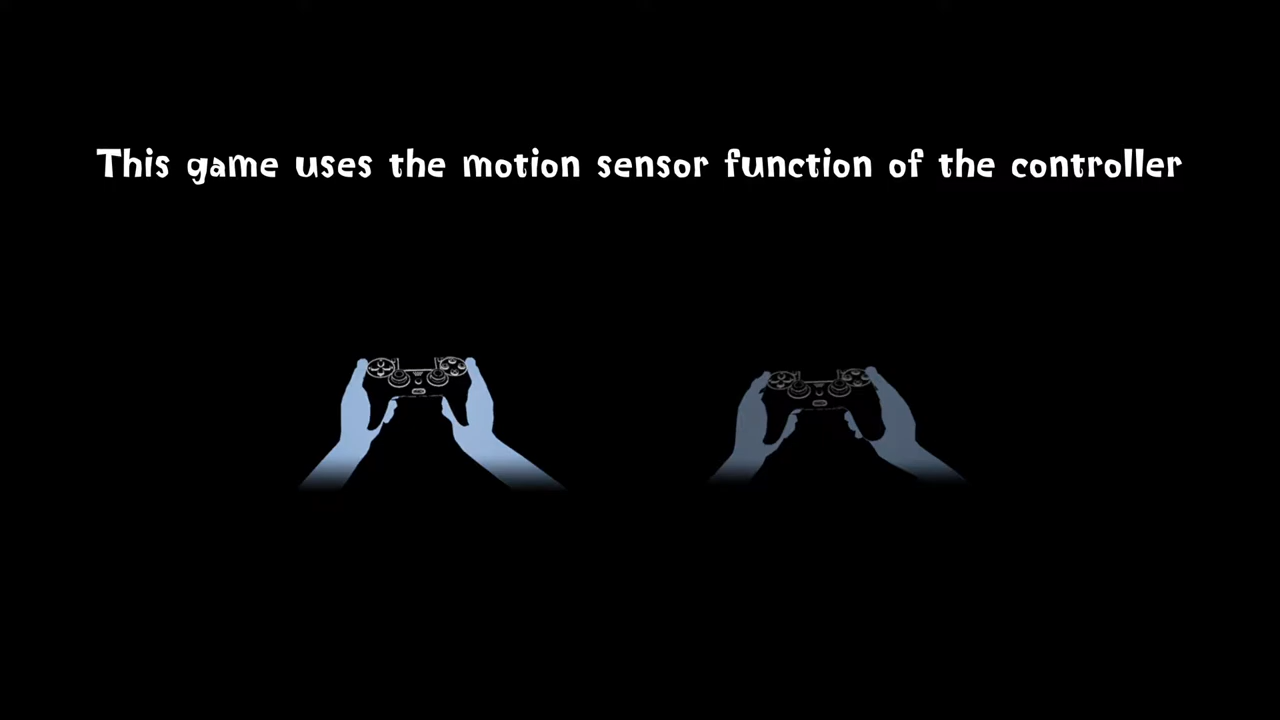 This game uses the motion sensor function of the controller